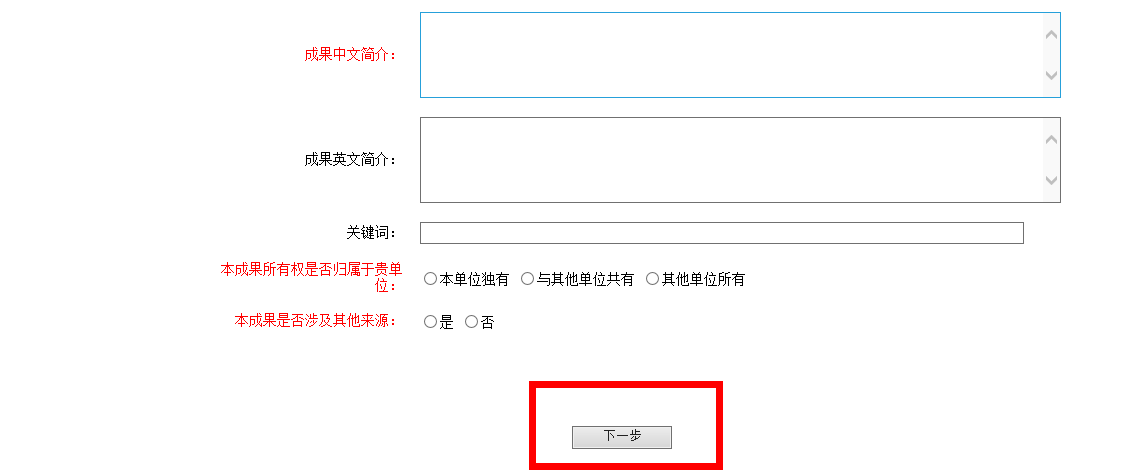 成果中文简介：
成果英文简介：
关键词：
本成果所有权是否归属于贵单
位：
本单位独有 与其他单位共有 其他单位所有
本成果是否涉及其他来源：
是 否
下一步